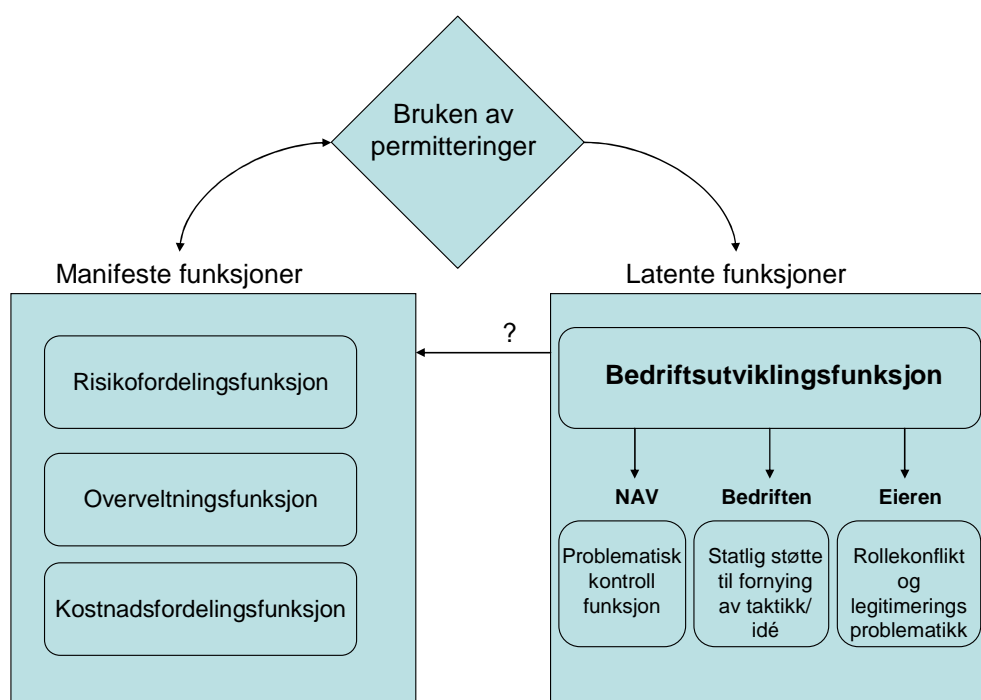 Bruken av
permitteringer
Manifeste funksjoner
Latente funksjoner
?
Risikofordelingsfunksjon
Overveltningsfunksjon
Kostnadsfordelingsfunksjon
Bedriftsutviklingsfunksjon
NAV
Bedriften
Eieren
Problematisk
kontroll
funksjon
Statlig støtte
til fornying
av taktikk/
idé
Rollekonflikt
og
legitimerings
problematikk